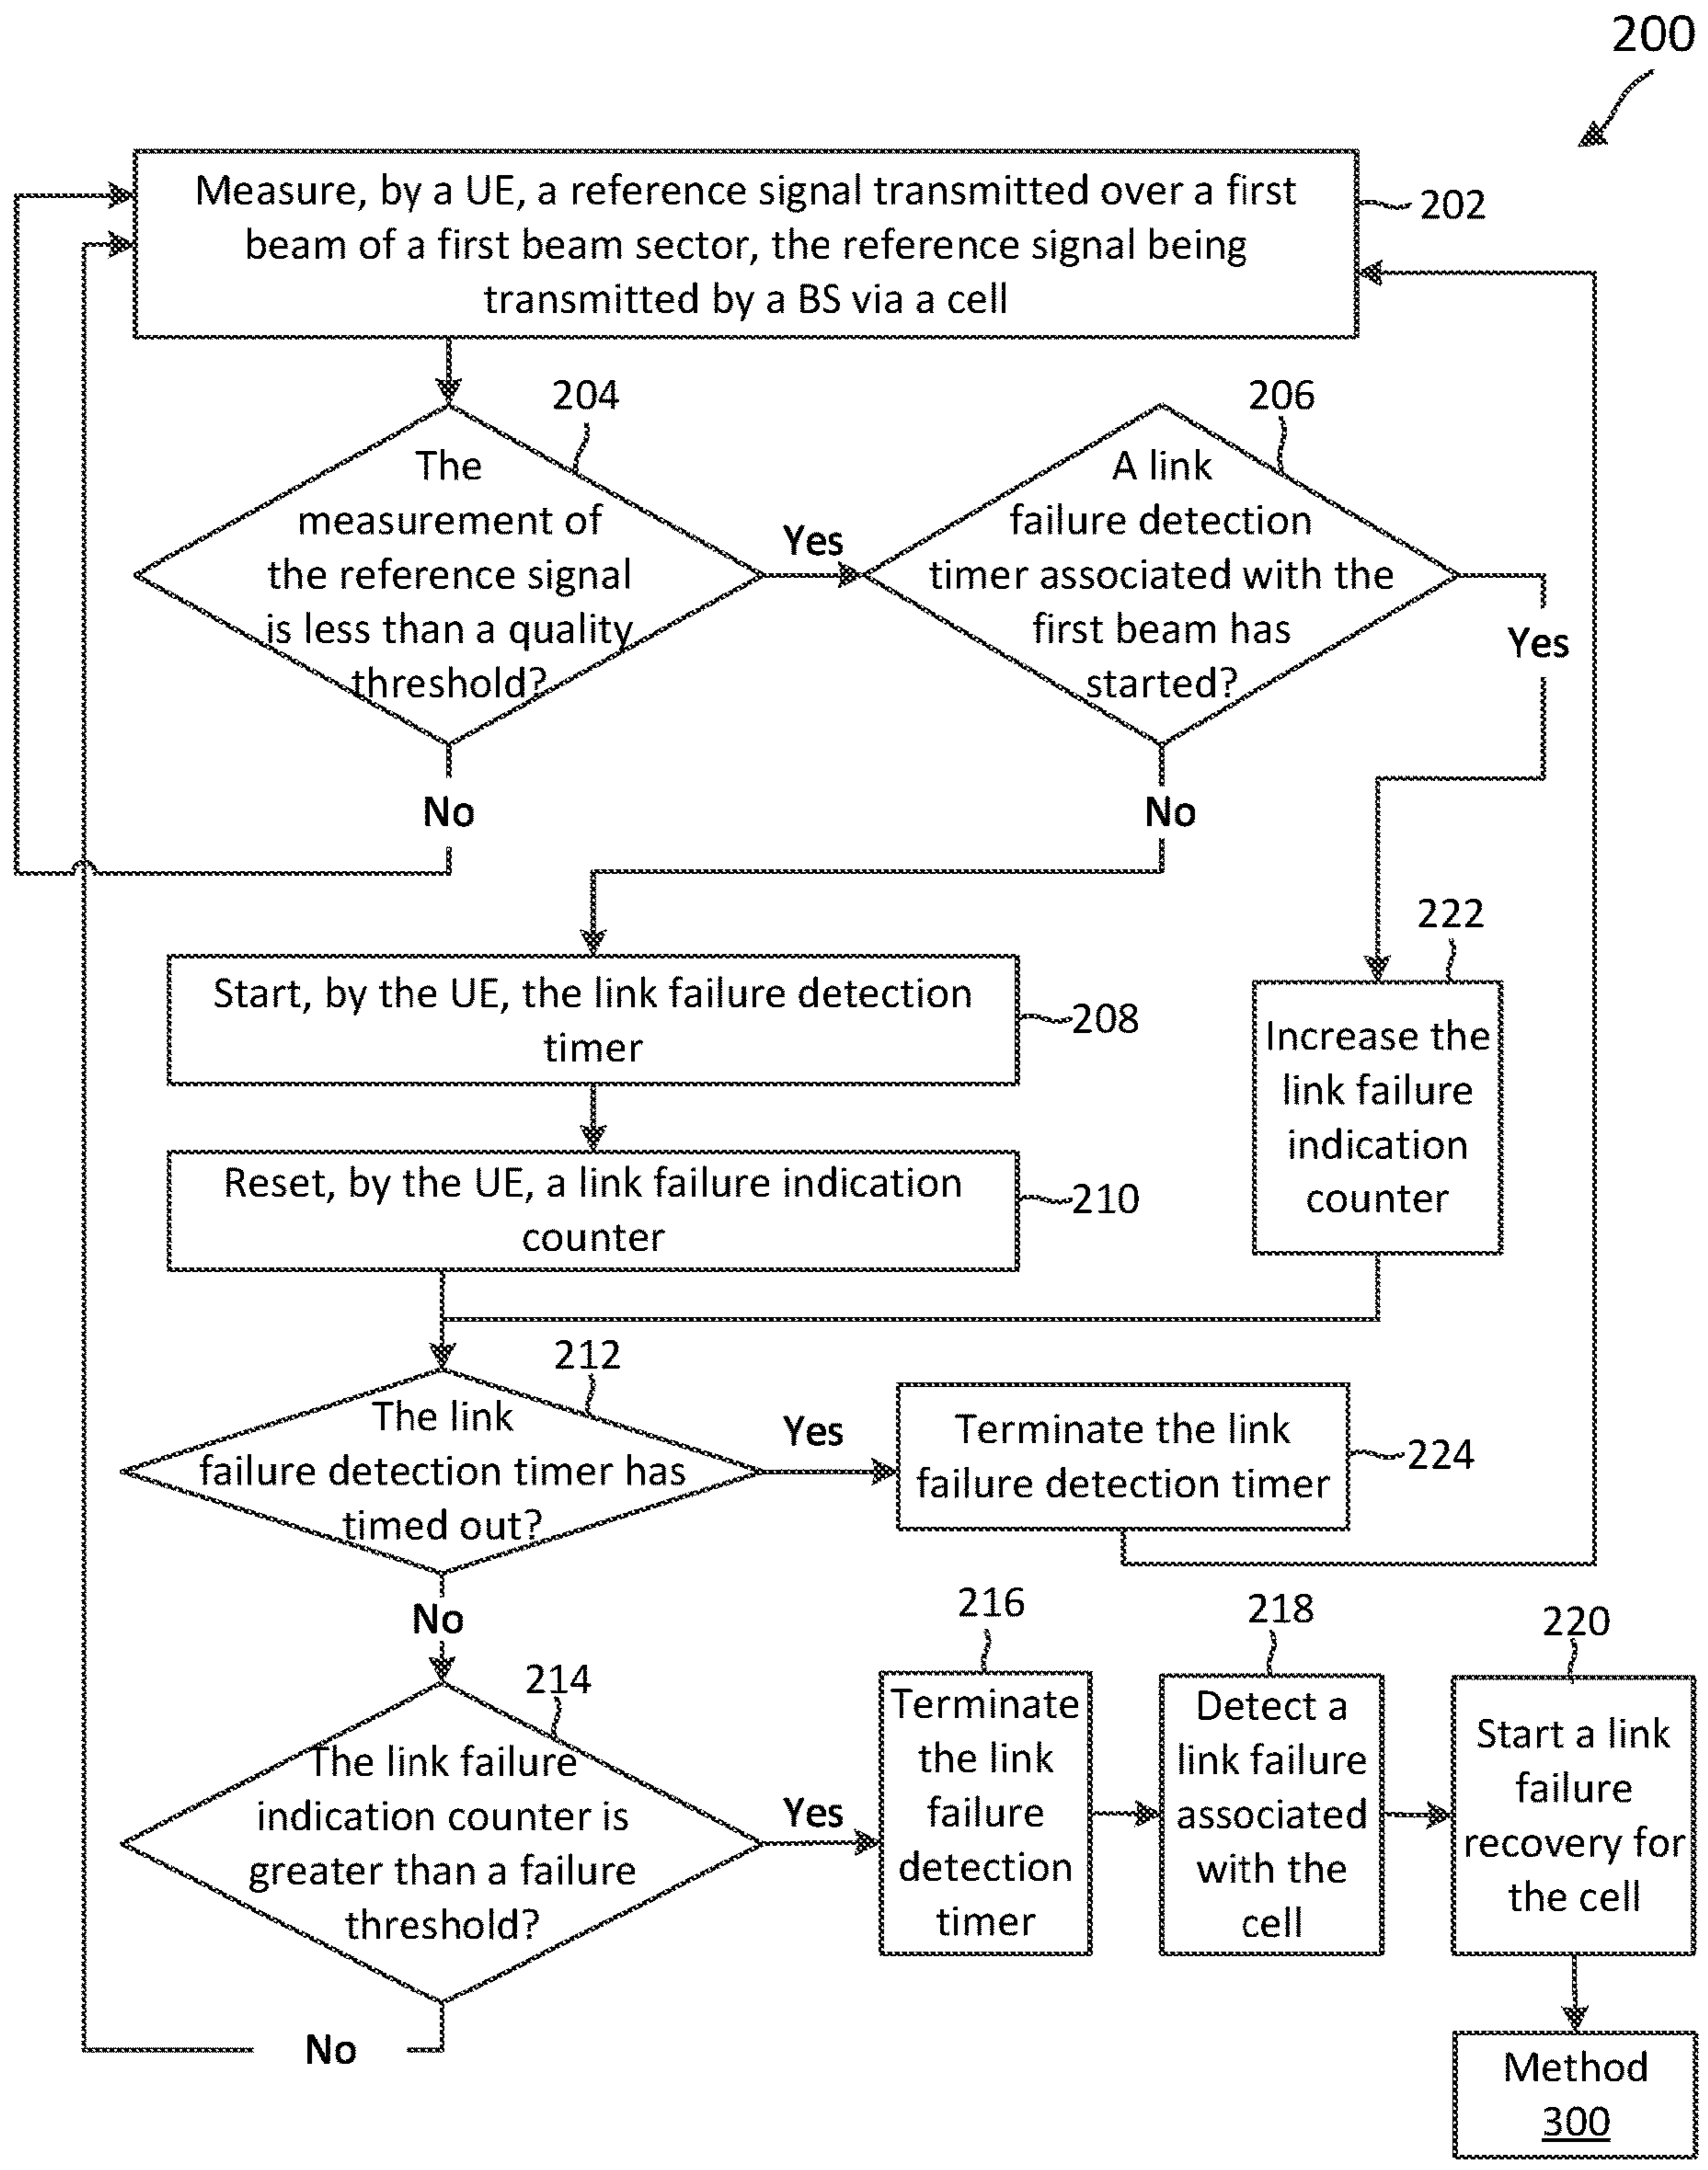 200
Measure, by a UE, a reference signal transmitted over a first
beam of a first beam sector, the reference signal being
transmitted by a BS via a cell
202
204
The
measurement of
the reference signal
is less than a quality
threshold?
Yes
No
206
A link
failure detection
timer associated with the
first beam has
started?
Yes
No
Start, by the UE, the link failure detection
timer
208
222
Increase the
link failure
indication
counter
Reset, by the UE, a link failure indication
counter
210
212
The link
failure detection timer has
timed out?
Yes
Terminate the link
failure detection timer
224
No
214
The link failure
indication counter is
greater than a failure
threshold?
Yes
No
216
Terminate
the link
failure
detection
timer
218
Detect a
link failure
associated
with the
cell
220
Start a link
failure
recovery for
the cell
Method
300